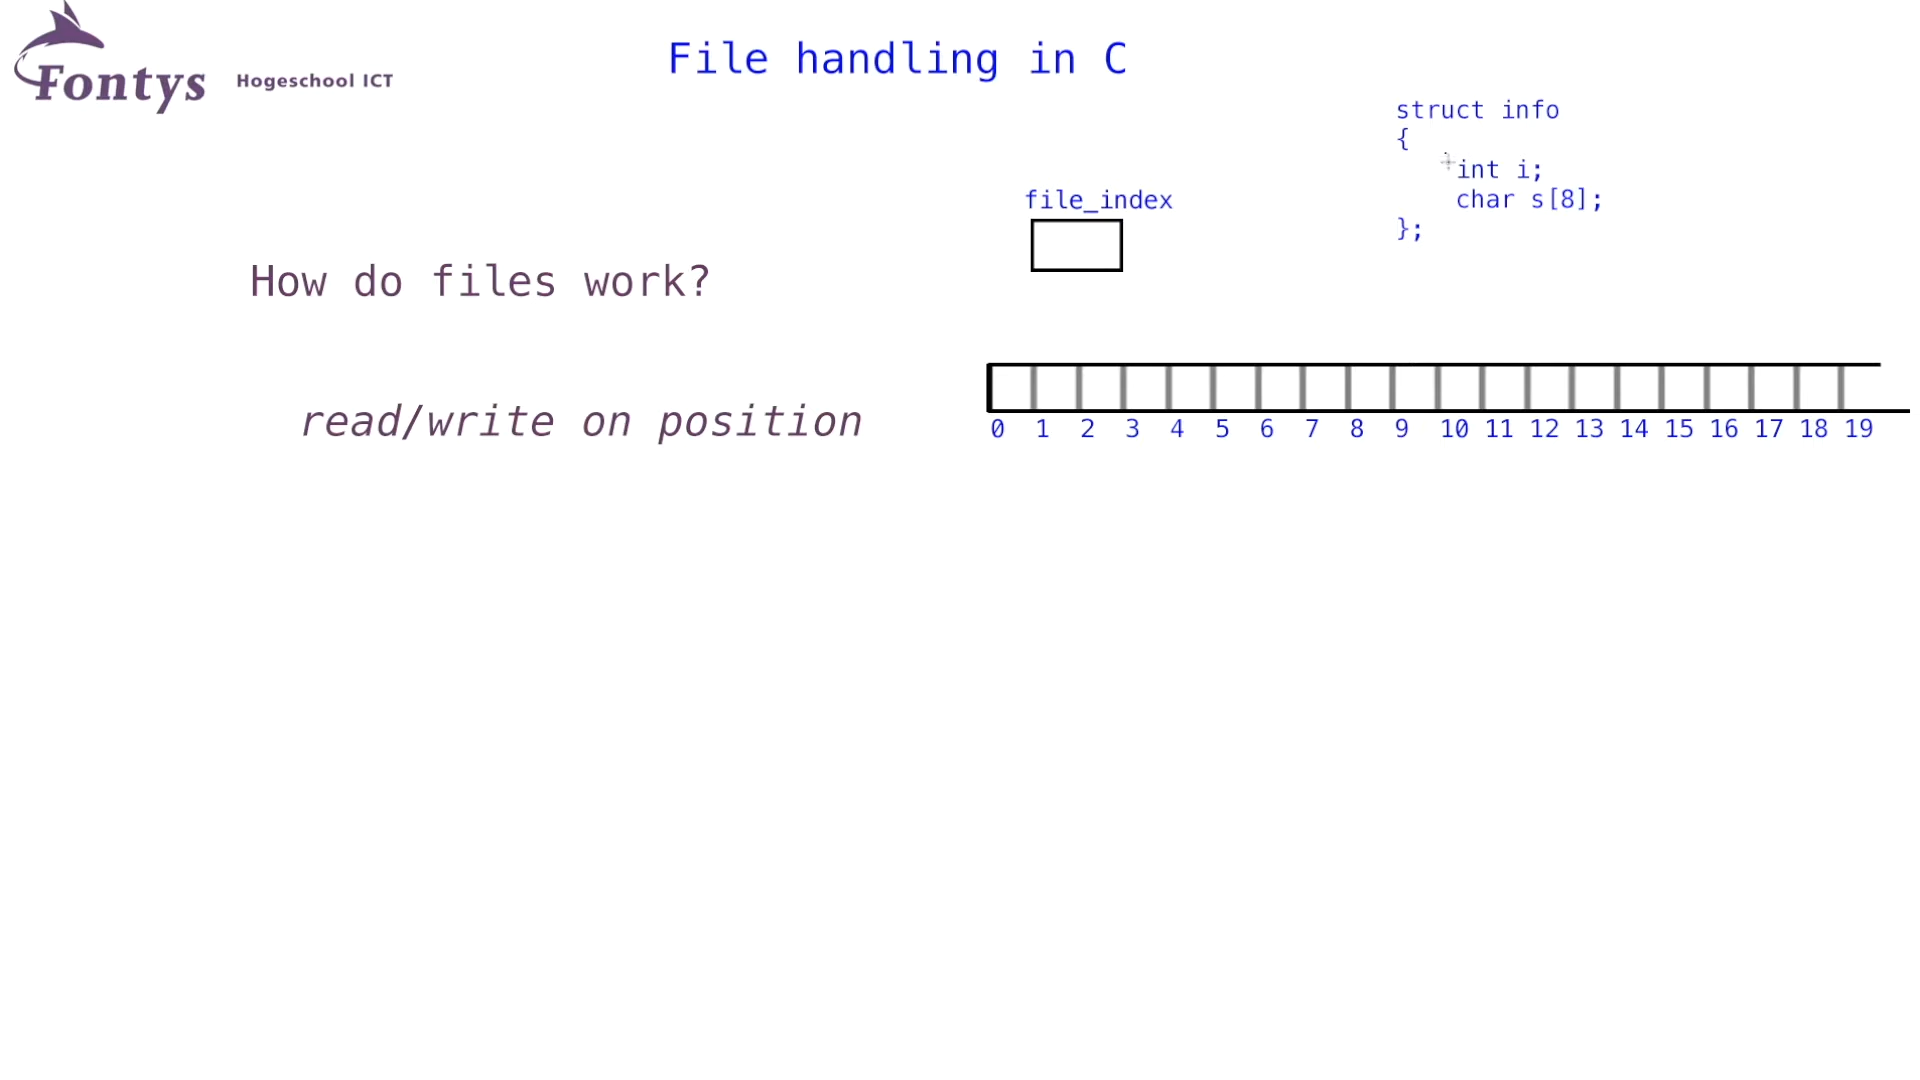 Fontys Hogeschool ICT
File handling in C
struct info
{
int i;
char s[8];
};
file_index
How do files work?
read/write on position
0 1 2 3 4 5 6 7 8 9 10 11 12 13 14 15 16 17 18 19